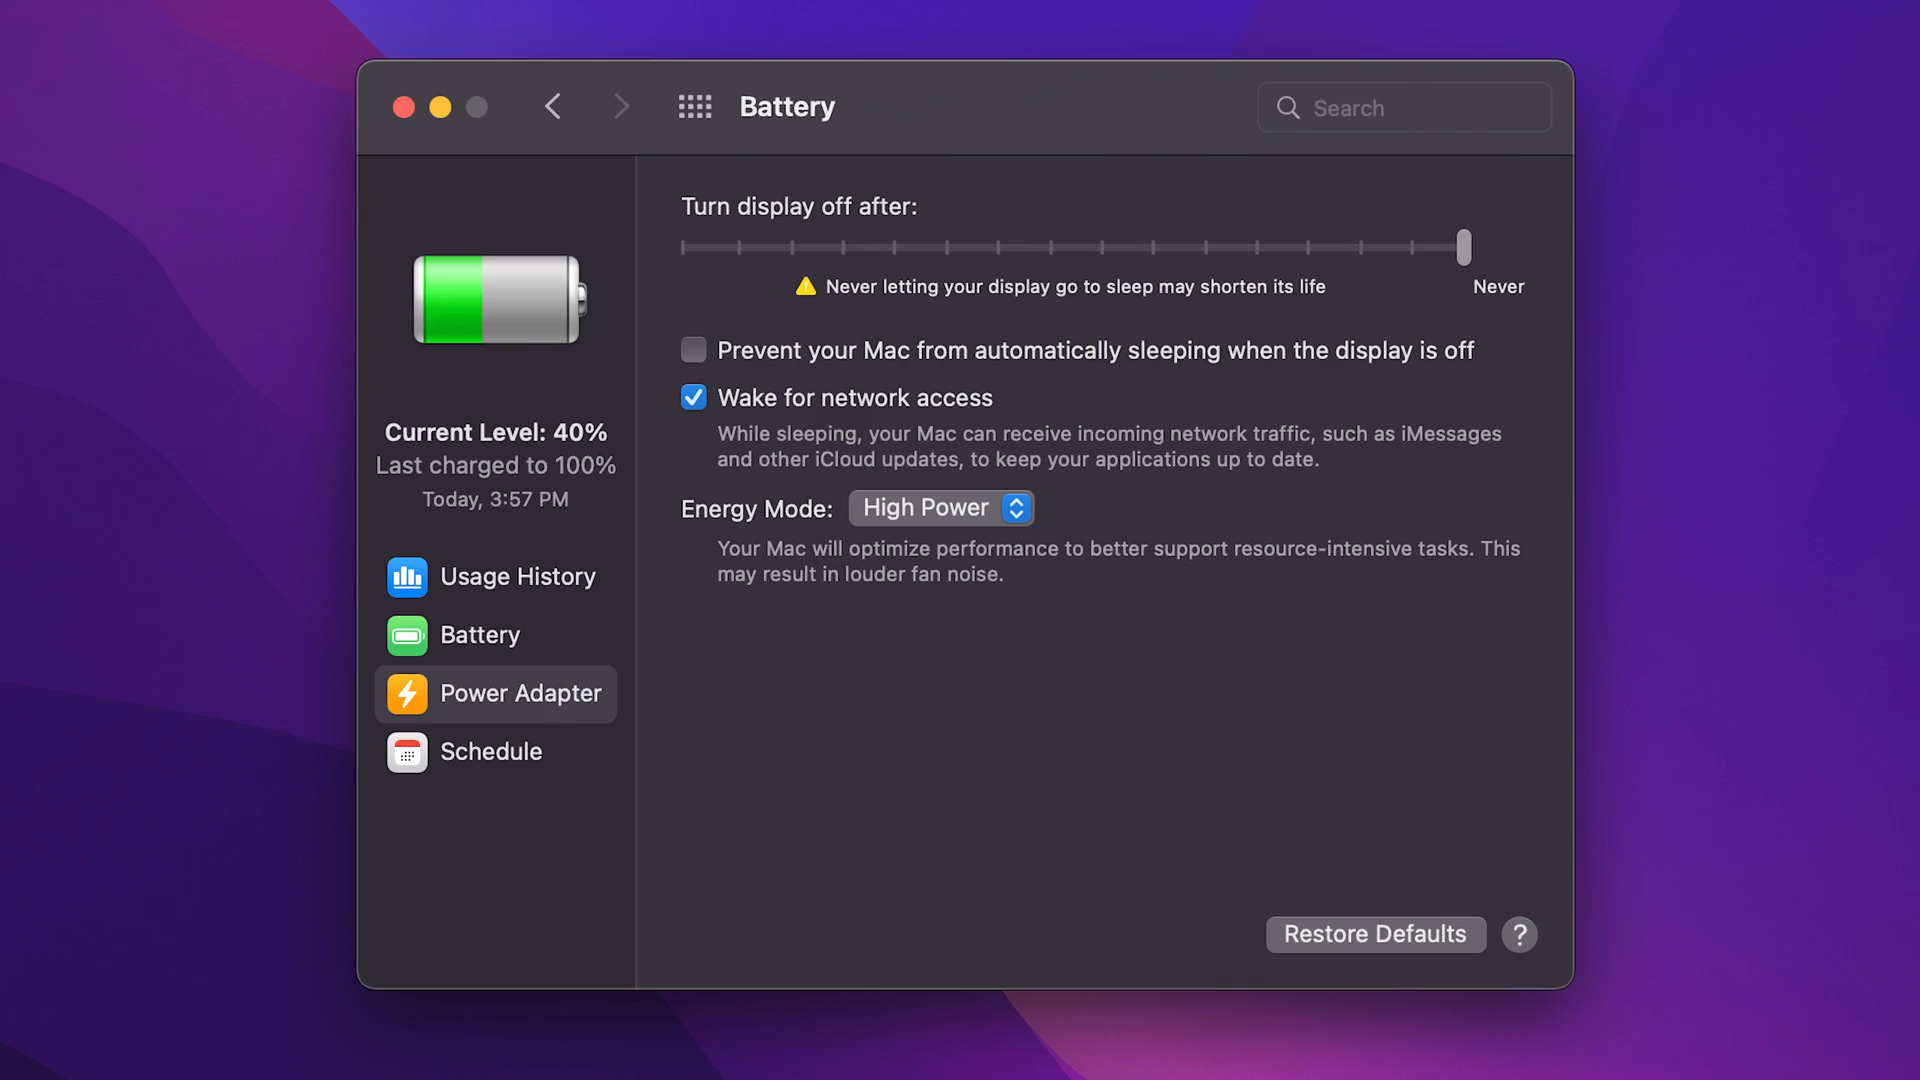 Battery
Search
Turn display off after:
Never letting your display go to sleep may shorten its life
Never
Prevent your Mac from automatically sleeping when the display is off
Wake for network access
While sleeping, your Mac can receive incoming network traffic, such as iMessages
and other iCloud updates, to keep your applications up to date.
Energy Mode: High Power
Your Mac will optimize performance to better support resource-intensive tasks. This
may result in louder fan noise.
Current Level: 40%
Last charged to 100%
Today, 3:57 PM
Usage History
Battery
Power Adapter
Schedule
Restore Defaults
?